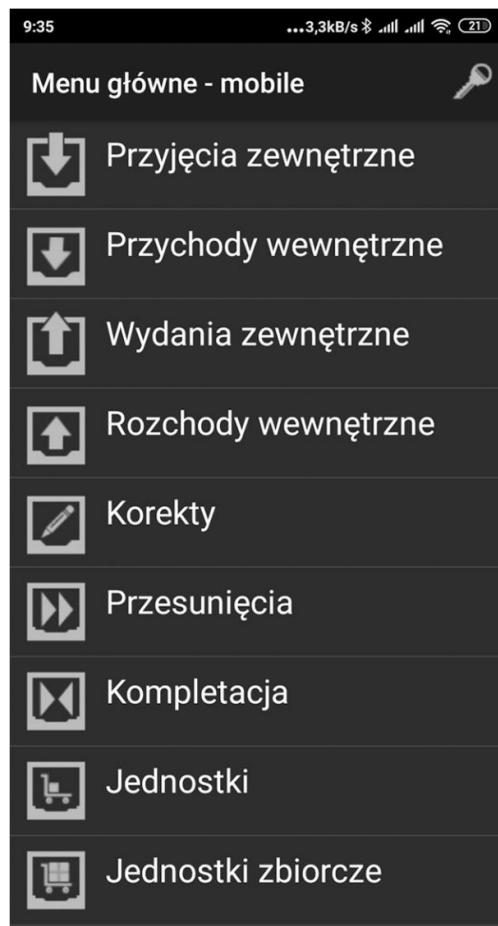 9:35
...3,3kB/s 21
Menu główne - mobile
Przyjęcia zewnętrzne
Przychody wewnętrzne
Wydania zewnętrzne
Rozchody wewnętrzne
Korekty
Przesunięcia
Kompletacja
Jednostki
Jednostki zbiorcze